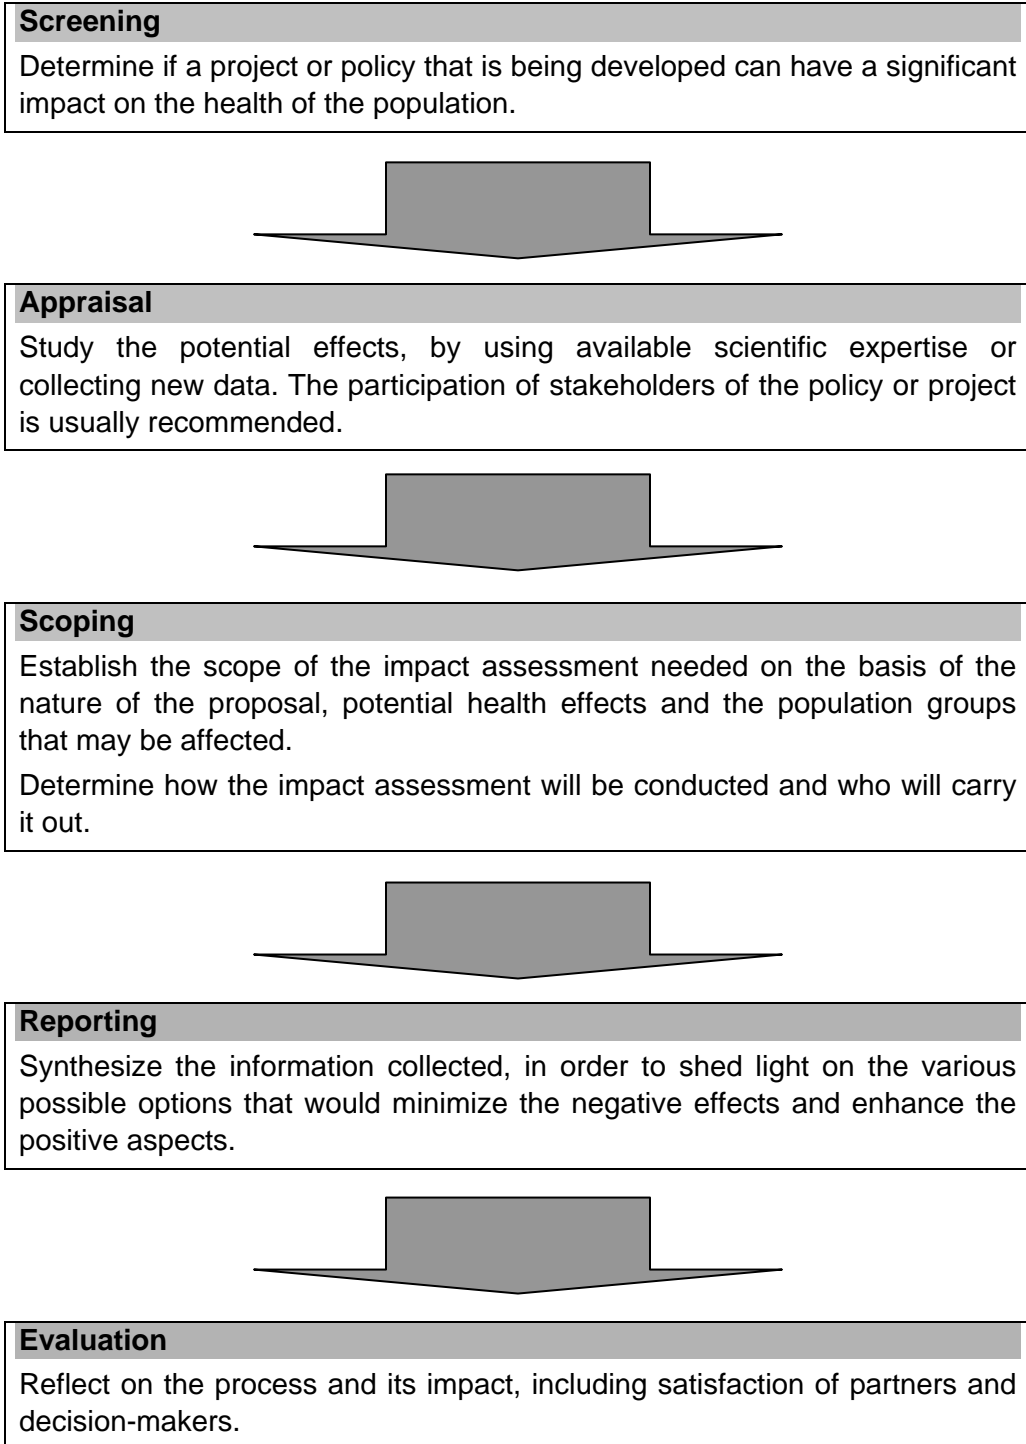 Screening
Determine if a project or policy that is being developed can have a significant
impact on the health of the population.
Appraisal
Study the potential effects, by using available scientific expertise or
collecting new data. The participation of stakeholders of the policy or project
is usually recommended.
Scoping
Establish the scope of the impact assessment needed on the basis of the
nature of the proposal, potential health effects and the population groups
that may be affected.
Determine how the impact assessment will be conducted and who will carry
it out.
Reporting
Synthesize the information collected, in order to shed light on the various
possible options that would minimize the negative effects and enhance the
positive aspects.
Evaluation
Reflect on the process and its impact, including satisfaction of partners and
decision-makers.